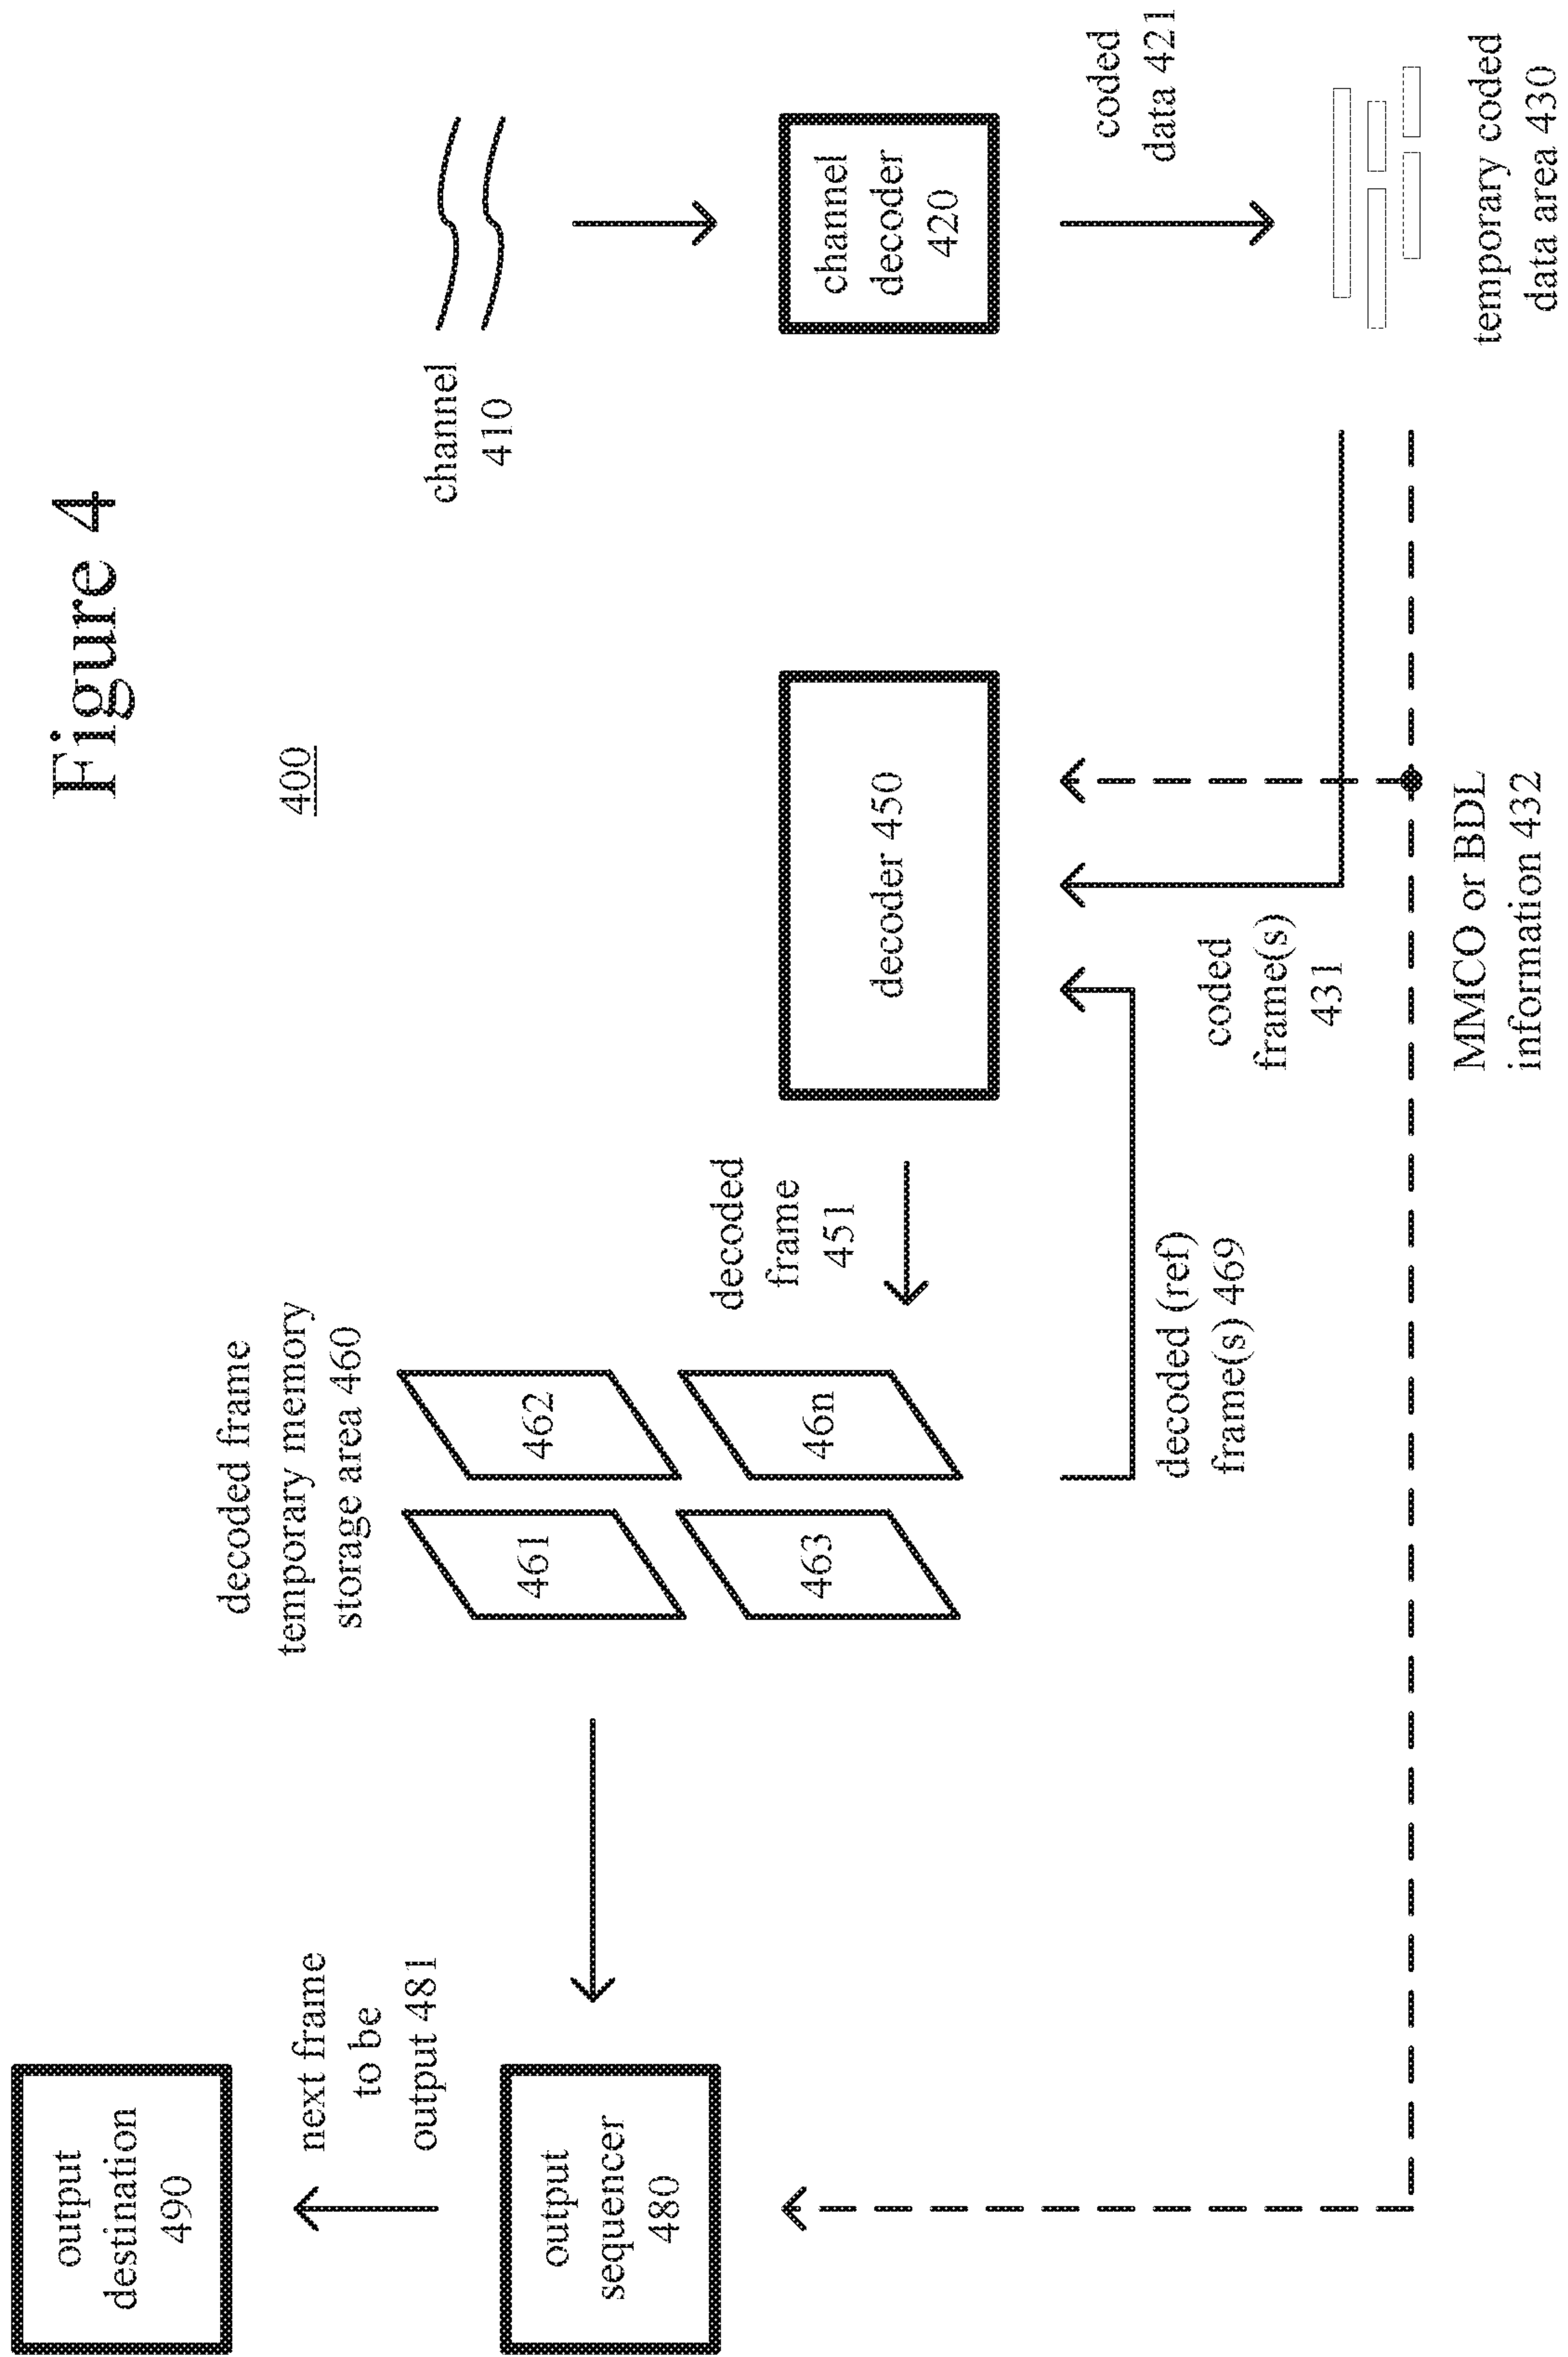 Figure 4
400
channel
410
channel
decoder
420
coded
data 421
temporary coded
data area 430
decoder 450
coded
frame(s)
431
MMCO or BDL
information 432
decoded
frame
451
decoded frame
temporary memory
storage area 460
461
462
463
46n
decoded (ref)
frame(s) 469
output
destination
490
next frame
to be
output 481
output
sequencer
480